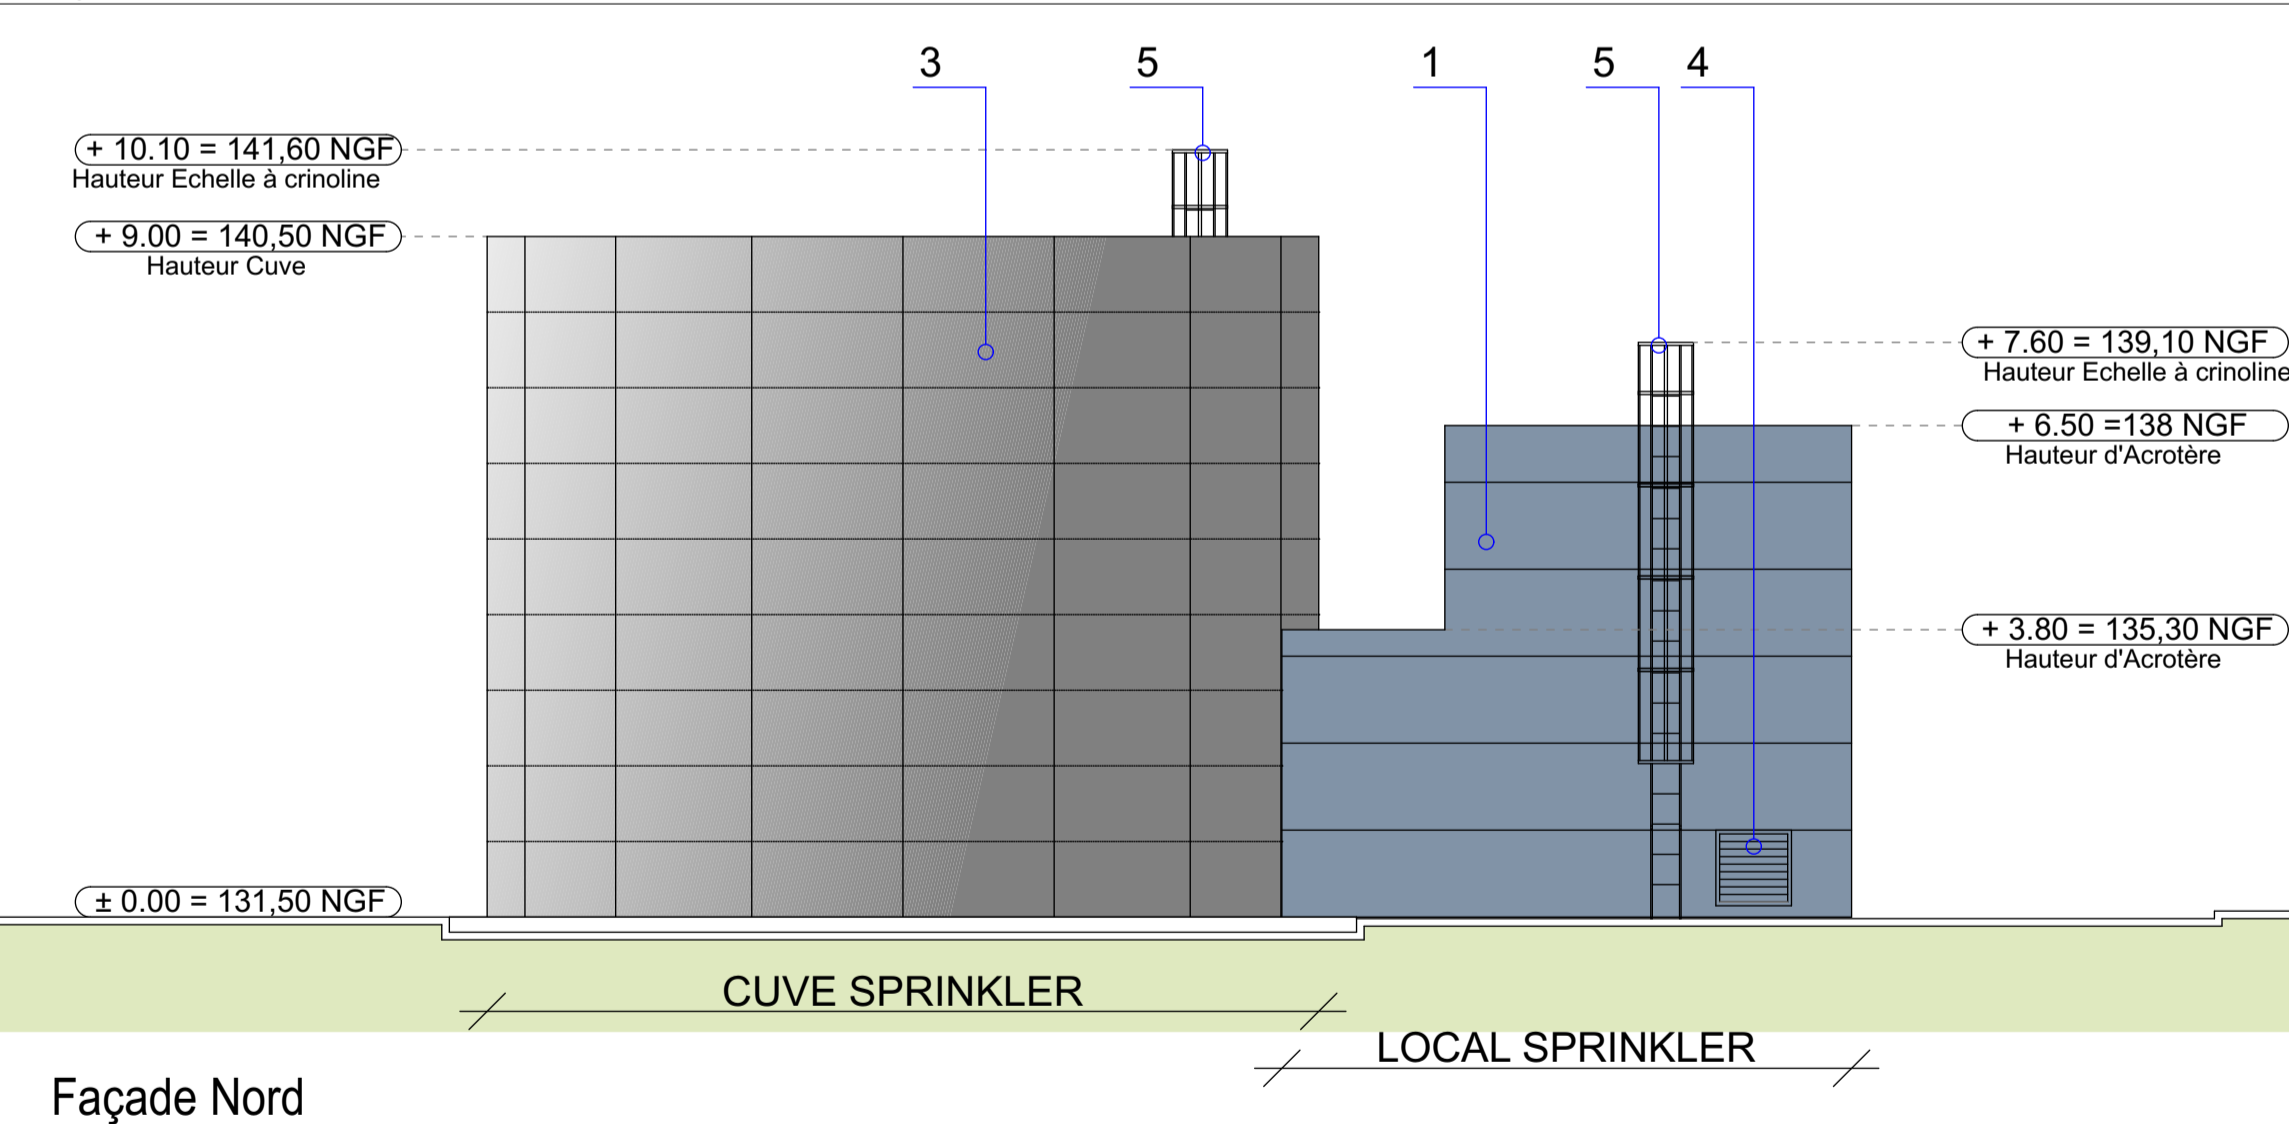 3 5 1 5 4
+ 10.10 = 141,60 NGF
Hauteur Echelle à crinoline
+ 9.00 = 140,50 NGF
Hauteur Cuve
+ 7.60 = 139,10 NGF
Hauteur Echelle à crinoline
+ 6.50 =138 NGF
Hauteur d'Acrotère
+ 3.80 = 135,30 NGF
Hauteur d'Acrotère
± 0.00 = 131,50 NGF
CUVE SPRINKLER
LOCAL SPRINKLER
Façade Nord